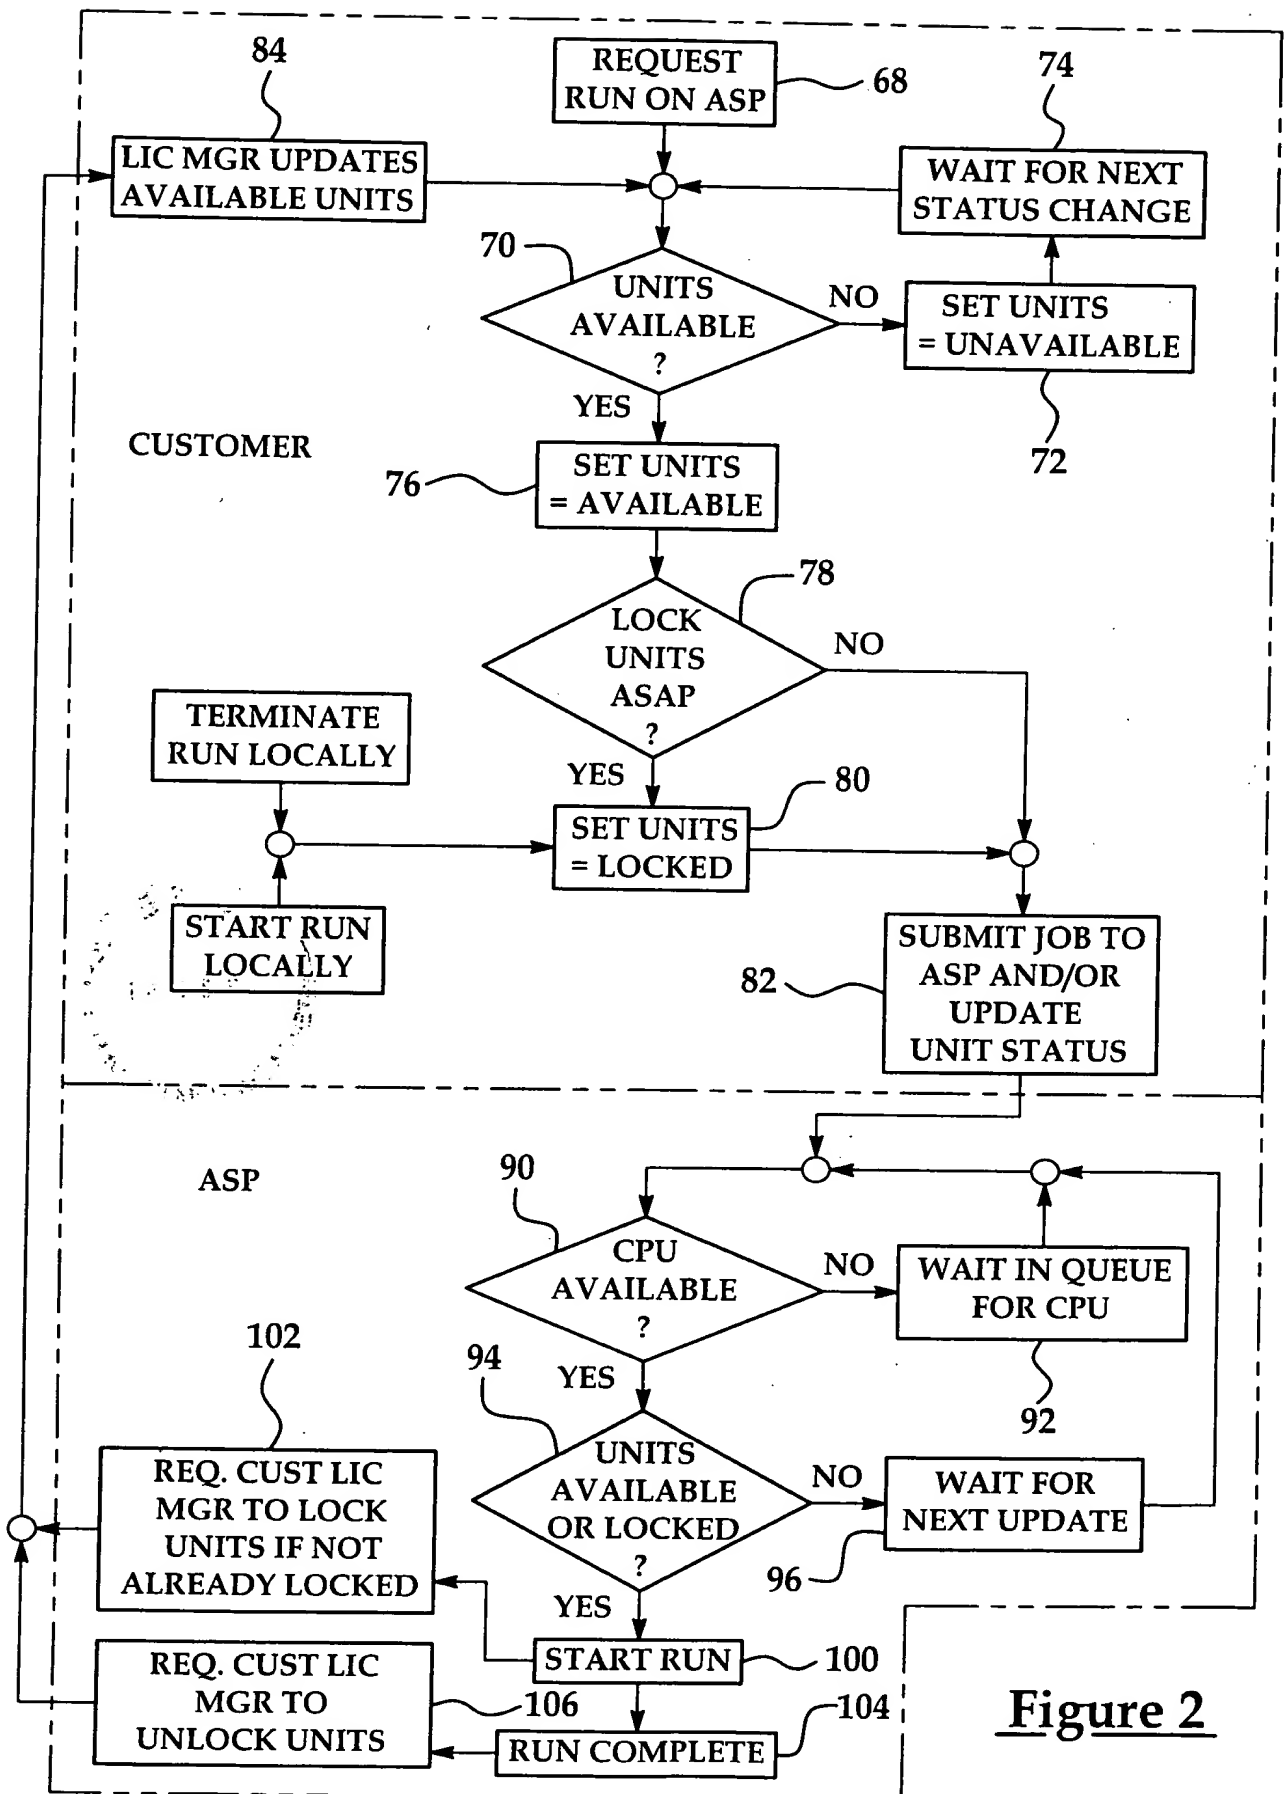 84
REQUEST
RUN ON ASP
68
74
LIC MGR UPDATES
AVAILABLE UNITS
WAIT FOR NEXT
STATUS CHANGE
70
UNITS
AVAILABLE
?
NO
SET UNITS
= UNAVAILABLE
72
YES
CUSTOMER
76
SET UNITS
= AVAILABLE
78
LOCK
UNITS
ASAP
?
NO
TERMINATE
RUN LOCALLY
YES
80
SET UNITS
= LOCKED
START RUN
LOCALLY
82
SUBMIT JOB TO
ASP AND/OR
UPDATE
UNIT STATUS
ASP
90
CPU
AVAILABLE
?
NO
WAIT IN QUEUE
FOR CPU
92
YES
102
94
UNITS
AVAILABLE
OR LOCKED
?
NO
WAIT FOR
NEXT UPDATE
96
REQ. CUST LIC
MGR TO LOCK
UNITS IF NOT
ALREADY LOCKED
YES
START RUN
100
REQ. CUST LIC
MGR TO
UNLOCK UNITS
106
104
RUN COMPLETE
Figure 2